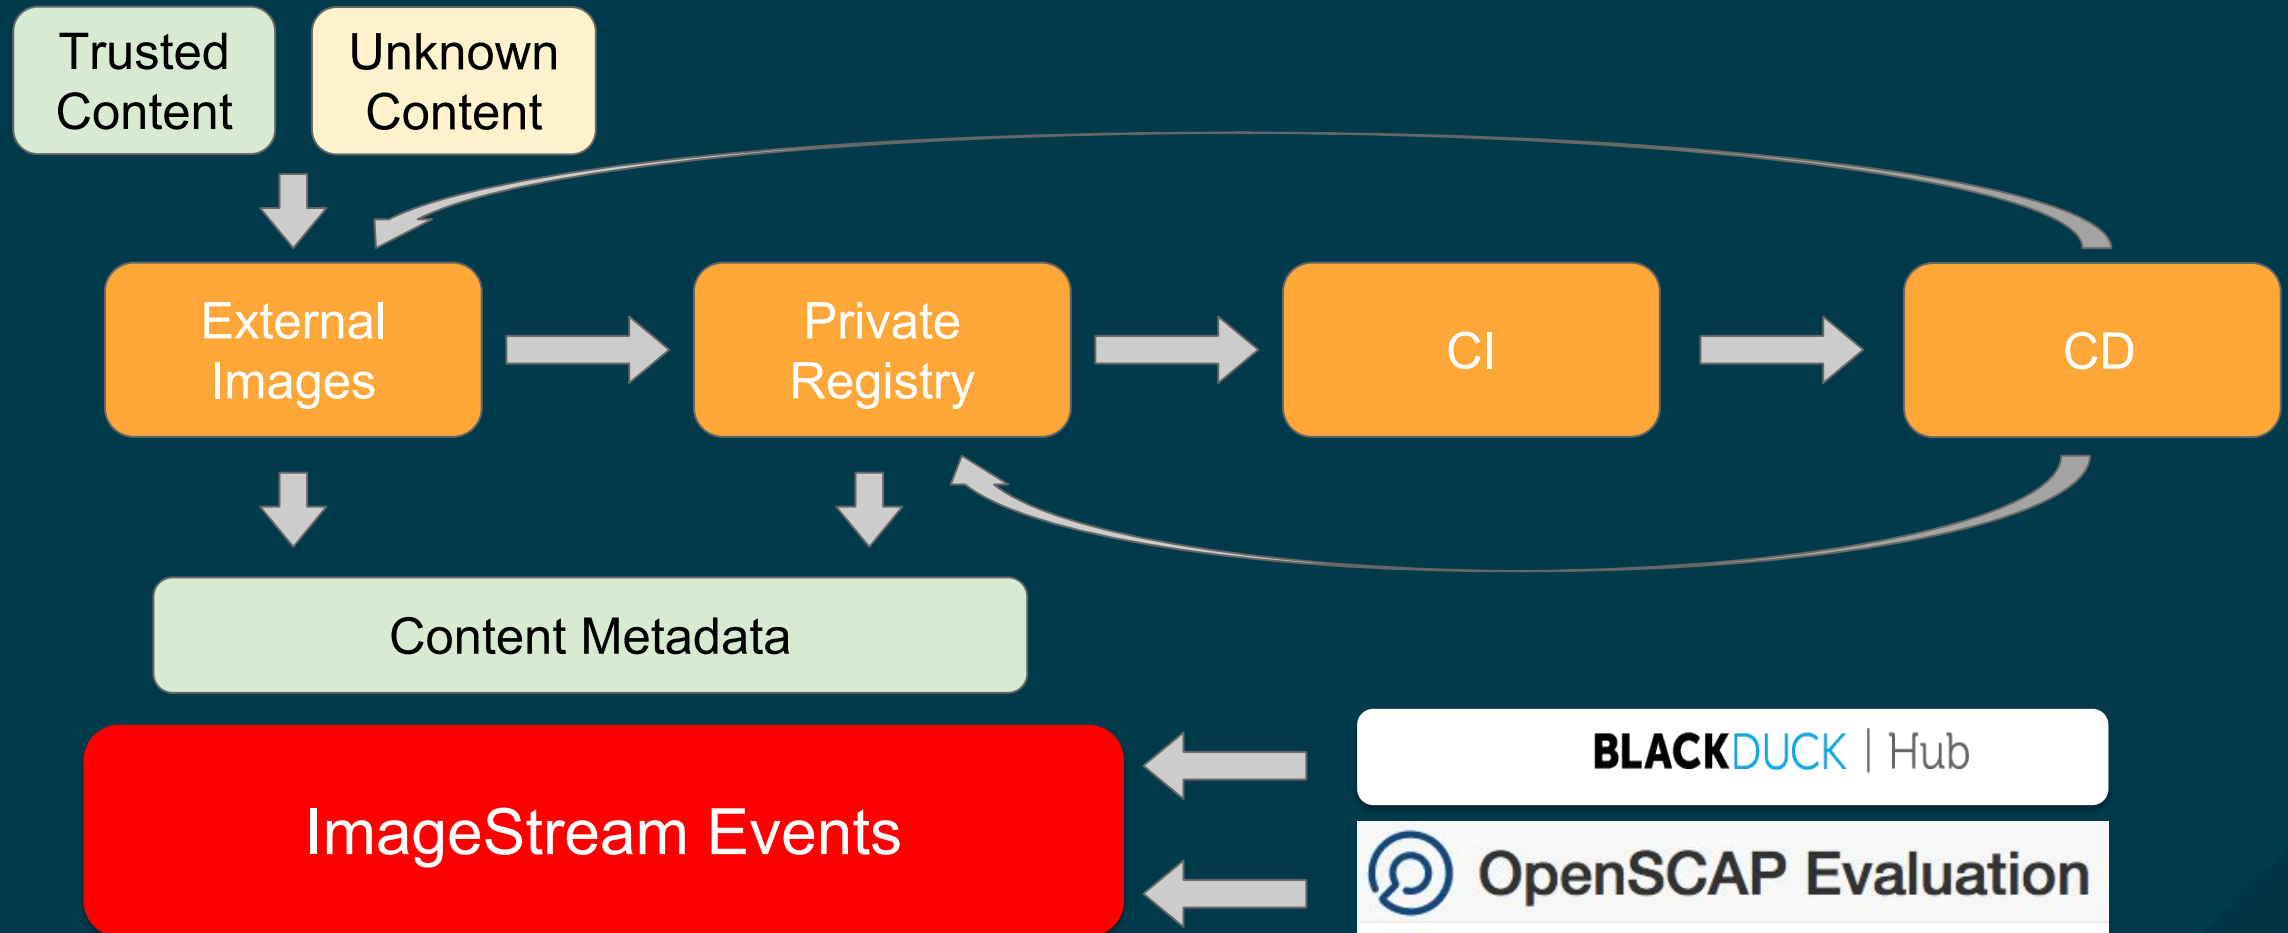 Trusted
Content
Unknown
Content
External
Images
Private
Registry
CI
CD
Content Metadata
ImageStream Events
BLACKDUCK | Hub
OpenSCAP Evaluation